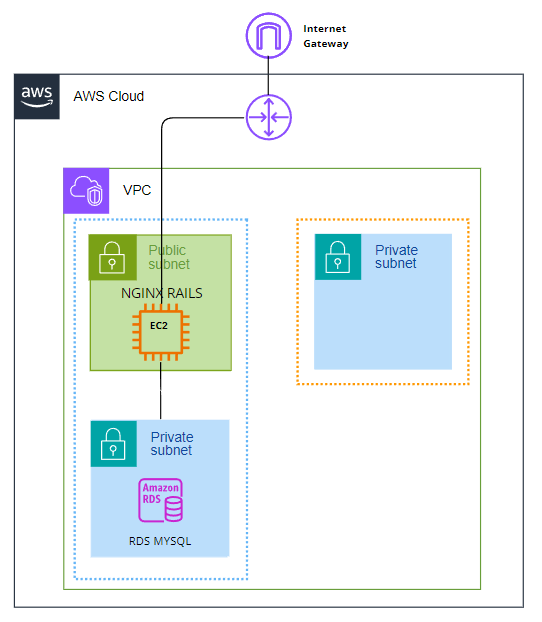 Internet
Gateway
aws
AWS Cloud
VPC
Public
subnet
NGINX RAILS
EC2
Private
subnet
Private
subnet
Amazon
RDS
RDS MYSQL